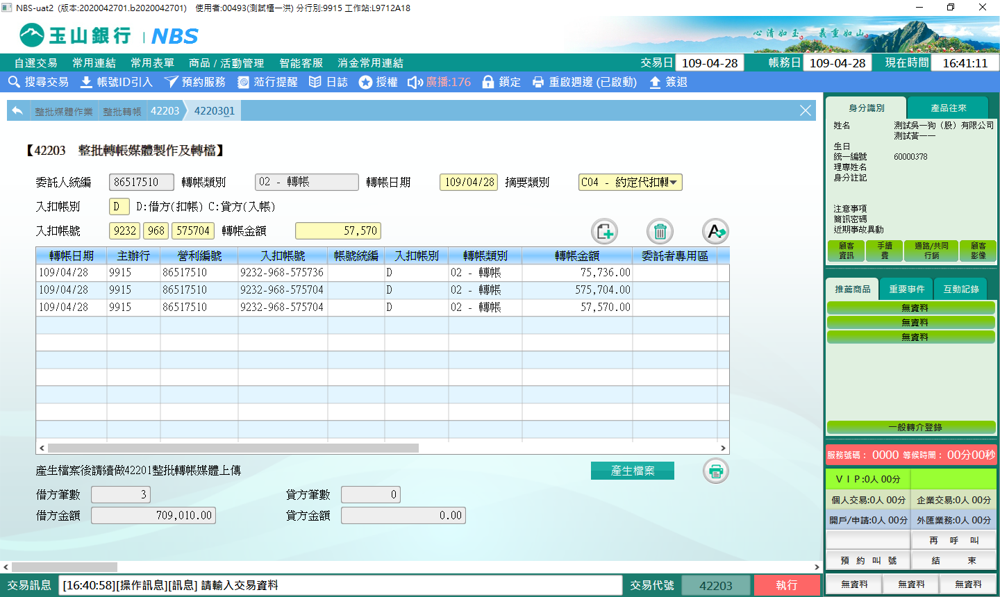 NBS-uat2 (版本:2020042701.b2020042701) 使用者:00493(測試櫃一洪) 分行別:9915 工作站:L9712A18
玉山銀行 | NBS
心清如玉。 義重如山。
自選交易 常用連結 常用表單 商品 / 活動管理 智能客服 消金常用連結 交易日 109-04-28 帳務日 109-04-28 現在時間 16:41:11
搜尋交易 帳號ID引入 預約服務 蒞行提醒 日誌 授權 廣播:176 鎖定 重啟週邊 (已啟動) 簽退
整批媒體作業 整批轉帳 42203 4220301
【42203 整批轉帳媒體製作及轉檔】
委託人統編 86517510 轉帳類別 02 - 轉帳 轉帳日期 109/04/28 摘要類別 C04 - 約定代扣轉
入扣帳別 D D:借方(扣帳) C:貸方(入帳)
入扣帳號 9232 968 575704 轉帳金額 57,570
轉帳日期 主辦行 營利編號 入扣帳號 帳號統編 入扣帳別 轉帳類別 轉帳金額 委託者專用區
109/04/28 9915 86517510 9232-968-575736 D 02 - 轉帳 75,736.00
109/04/28 9915 86517510 9232-968-575704 D 02 - 轉帳 575,704.00
109/04/28 9915 86517510 9232-968-575704 D 02 - 轉帳 57,570.00
產生檔案後請續做42201整批轉帳媒體上傳 產生檔案
借方筆數 3 貸方筆數 0
借方金額 709,010.00 貸方金額 0.00
交易訊息 [16:40:58][操作訊息][訊息] 請輸入交易資料 交易代號 42203 執行
身分識別 產品往來
姓名 測試吳一狗（股）有限公司
測試黃一一
生日
統一編號 60000378
理專姓名
身分註記
注意事項
簡訊密碼
近期事故異動
顧客資訊 手續費 通路/共同行銷 顧客影像
推薦商品 重要事件 互動記錄
無資料
無資料
無資料
一般轉介登錄
服務號碼： 0000 等候時間： 00分00秒
ＶＩＰ:0人 00分
個人交易:0人 00分 企業交易:0人 00分
開戶/申請:0人 00分 外匯業務:0人 00分
再 呼 叫
預 約 叫 號 結 束
無資料 無資料 無資料